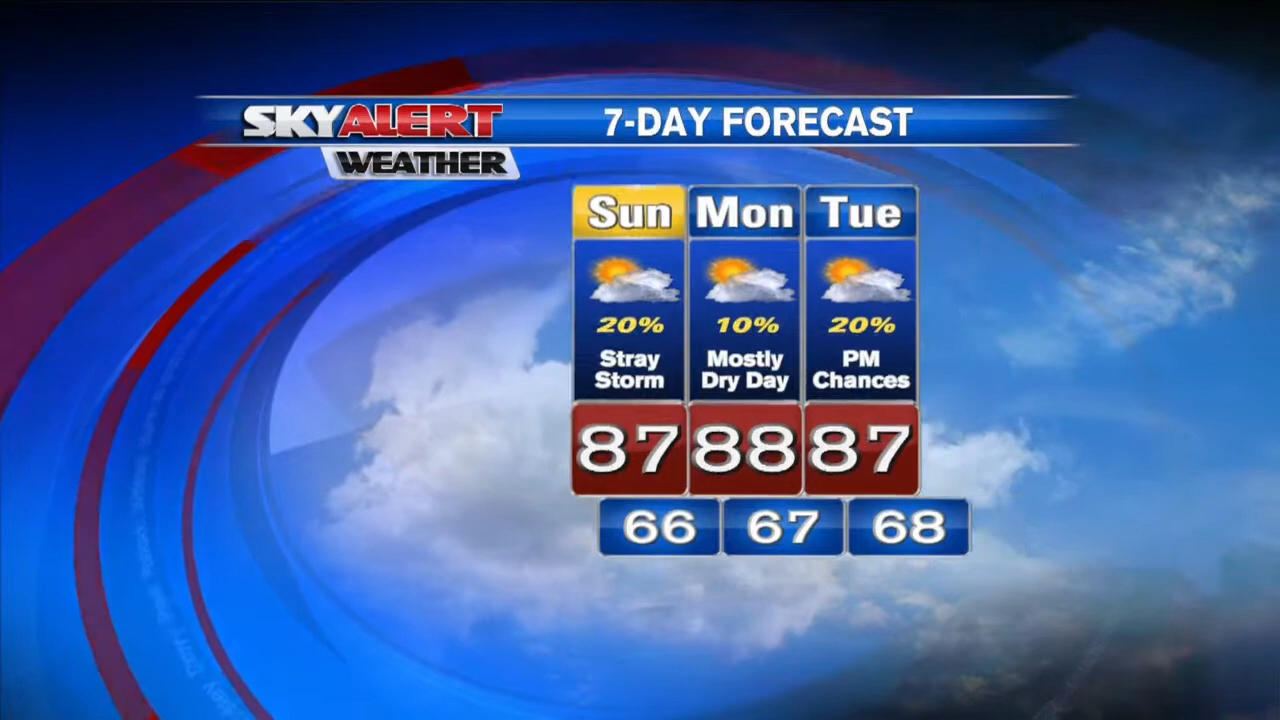 SKYALERT 7-DAY FORECAST
WEATHER
Sun Mon Tue
20% 10% 20%
Stray Mostly PM
Storm Dry Day Chances
87 88 87
66 67 68